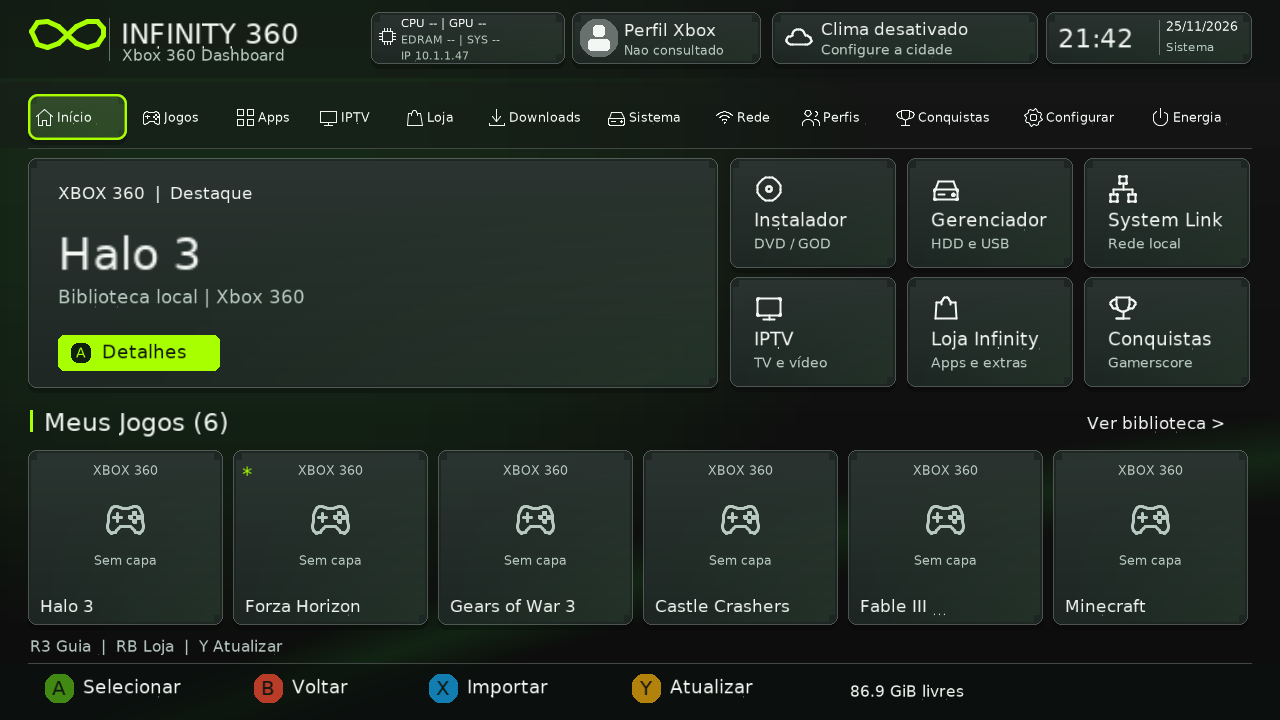 INFINITY 360
Xbox 360 Dashboard
CPU -- | GPU --
EDRAM -- | SYS --
IP 10.1.1.47
Perfil Xbox
Nao consultado
Clima desativado
Configure a cidade
21:42
25/11/2026
Sistema
Início
Jogos
Apps
IPTV
Loja
Downloads
Sistema
Rede
Perfis
Conquistas
Configurar
Energia
XBOX 360 | Destaque
Halo 3
Biblioteca local | Xbox 360
A Detalhes
Instalador
DVD / GOD
Gerenciador
HDD e USB
System Link
Rede local
IPTV
TV e vídeo
Loja Infinity
Apps e extras
Conquistas
Gamerscore
Meus Jogos (6)
Ver biblioteca >
XBOX 360
Sem capa
Halo 3
* XBOX 360
Sem capa
Forza Horizon
XBOX 360
Sem capa
Gears of War 3
XBOX 360
Sem capa
Castle Crashers
XBOX 360
Sem capa
Fable III ...
XBOX 360
Sem capa
Minecraft
R3 Guia | RB Loja | Y Atualizar
A Selecionar
B Voltar
X Importar
Y Atualizar
86.9 GiB livres